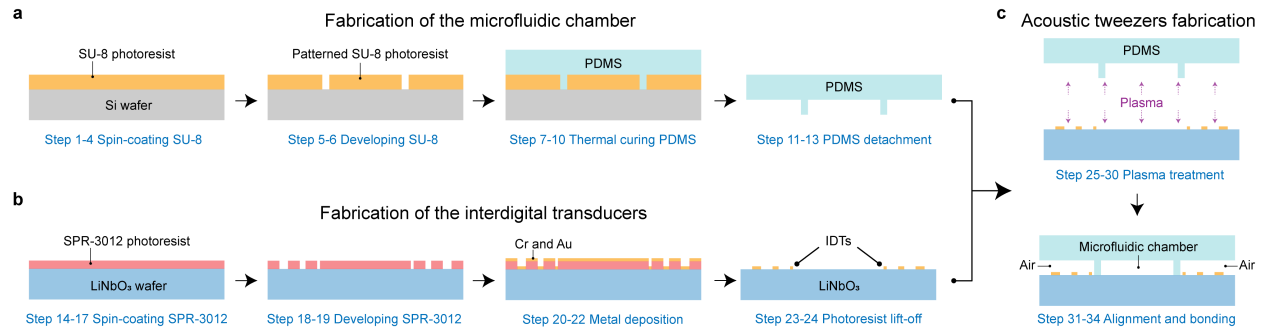 a
Fabrication of the microfluidic chamber
SU-8 photoresist
Si wafer
Step 1-4 Spin-coating SU-8
Patterned SU-8 photoresist
Step 5-6 Developing SU-8
PDMS
Step 7-10 Thermal curing PDMS
PDMS
Step 11-13 PDMS detachment
b
Fabrication of the interdigital transducers
SPR-3012 photoresist
LiNbO₃ wafer
Step 14-17 Spin-coating SPR-3012
Step 18-19 Developing SPR-3012
Cr and Au
Step 20-22 Metal deposition
IDTs
LiNbO₃
Step 23-24 Photoresist lift-off
c
Acoustic tweezers fabrication
PDMS
Plasma
Step 25-30 Plasma treatment
Microfluidic chamber
Air
Air
Step 31-34 Alignment and bonding